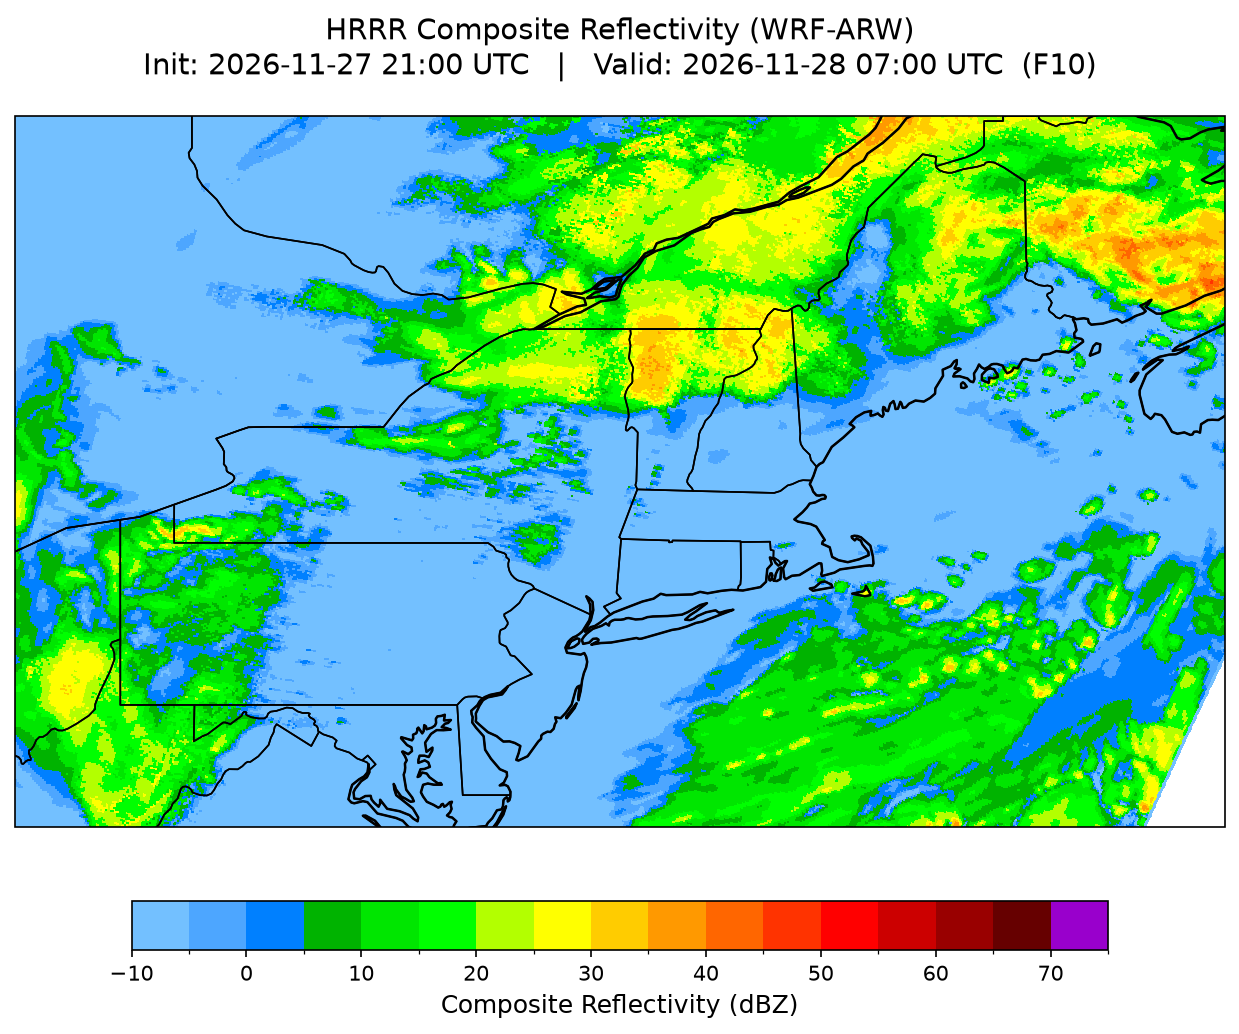 HRRR Composite Reflectivity (WRF-ARW)
Init: 2026-11-27 21:00 UTC   |   Valid: 2026-11-28 07:00 UTC  (F10)
−10 0 10 20 30 40 50 60 70
Composite Reflectivity (dBZ)